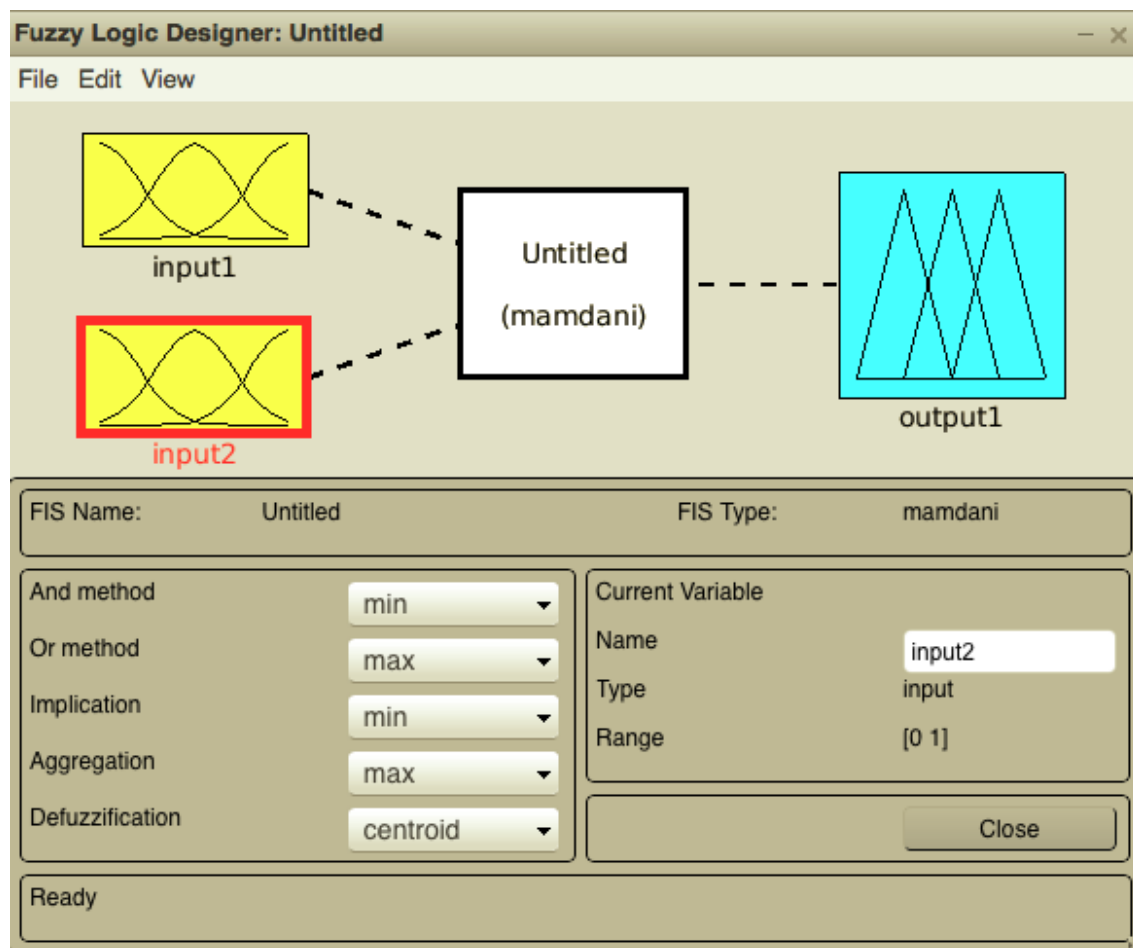 Fuzzy Logic Designer: Untitled
File Edit View
input1
Untitled
(mamdani)
output1
input2
FIS Name: Untitled FIS Type: mamdani
And method min
Or method max
Implication min
Aggregation max
Defuzzification centroid
Current Variable
Name input2
Type input
Range [0 1]
Close
Ready